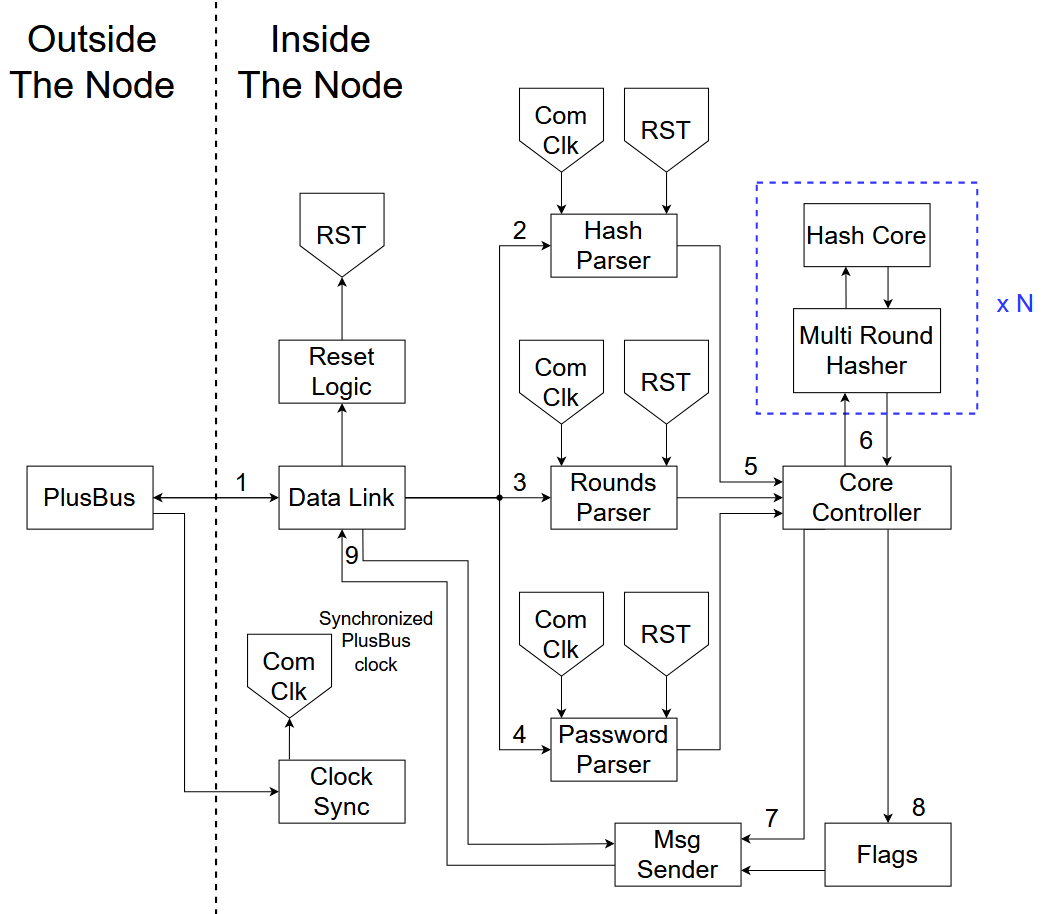 Outside
The Node
Inside
The Node
Com
Clk
RST
2
Hash
Parser
Hash Core
Multi Round
Hasher
x N
RST
Reset
Logic
Com
Clk
RST
PlusBus
1
Data Link
3
Rounds
Parser
5
6
Core
Controller
9
Synchronized
PlusBus
clock
Com
Clk
Clock
Sync
Com
Clk
RST
4
Password
Parser
7
Msg
Sender
8
Flags